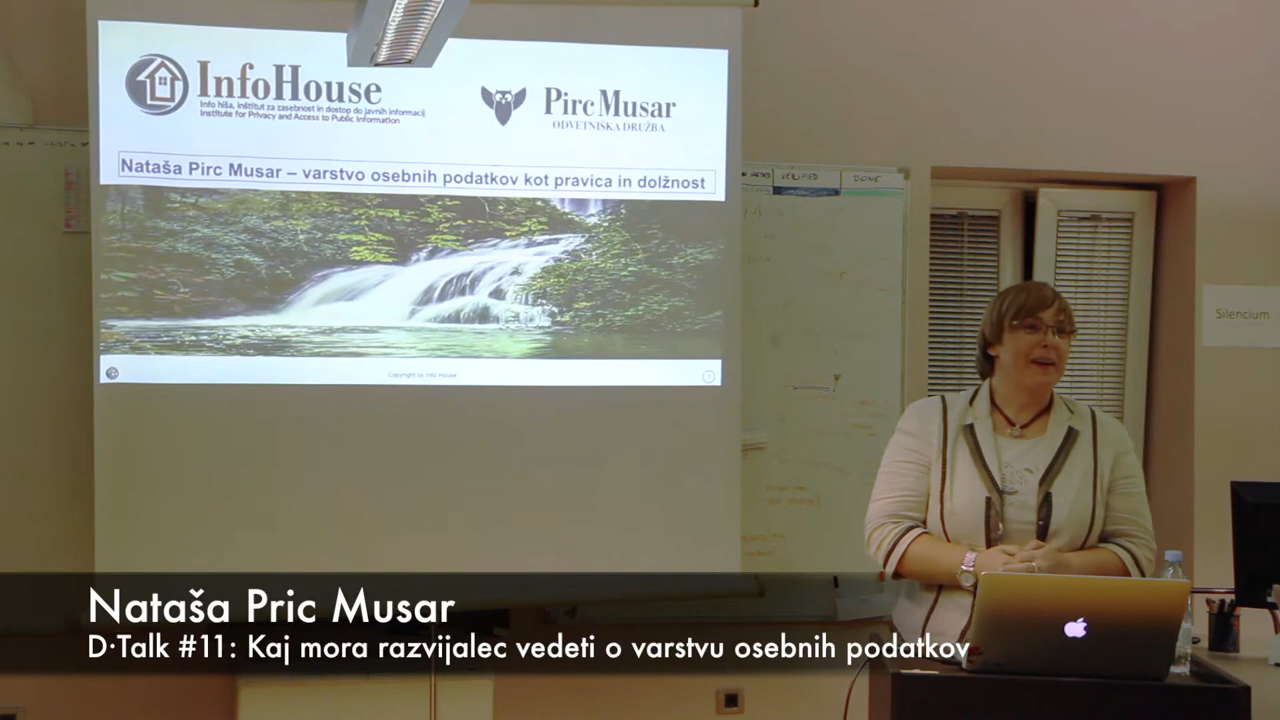 InfoHouse
Info hiša, inštitut za zasebnost in dostop do javnih informacij
Institute for Privacy and Access to Public Information
Pirc Musar
ODVETNIŠKA DRUŽBA
Nataša Pirc Musar – varstvo osebnih podatkov kot pravica in dolžnost
Copyright by Info House
VERIFIED
DONE
Silencium
Nataša Pric Musar
D·Talk #11: Kaj mora razvijalec vedeti o varstvu osebnih podatkov